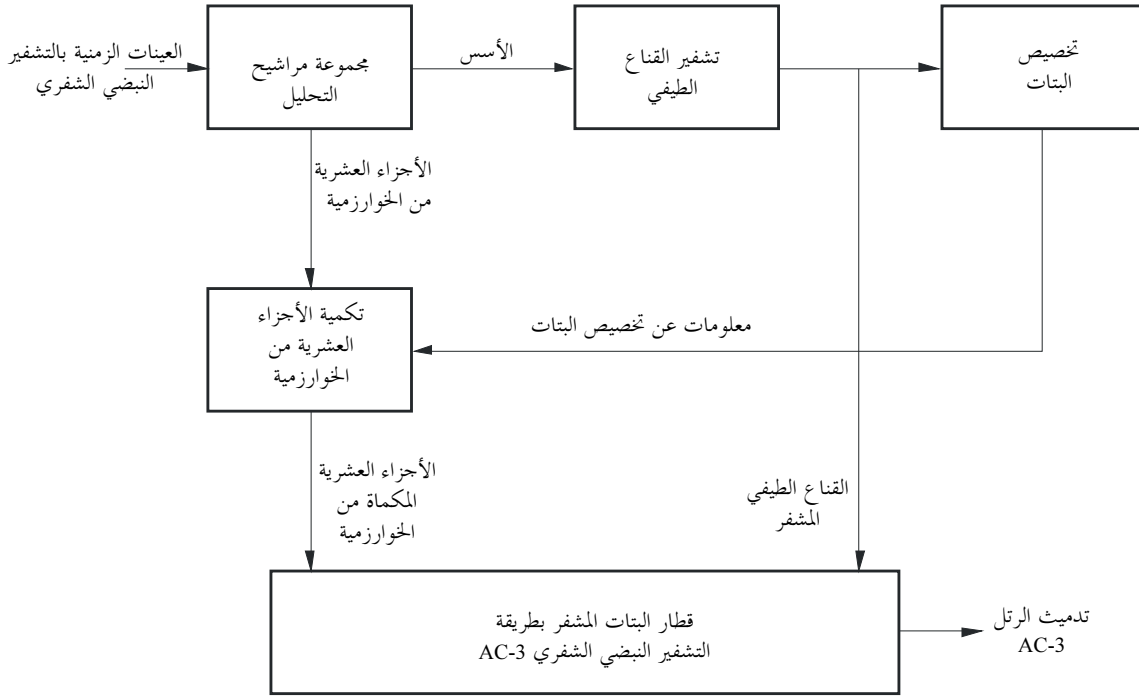 العينات الزمنية بالتشفير
النبضي الشفري
مجموعة مراشيح
التحليل
الأسس
تشفير القناع
الطيفي
تخصيص
البتات
الأجزاء العشرية
من الخوارزمية
تكمية الأجزاء
العشرية من
الخوارزمية
معلومات عن تخصيص البتات
الأجزاء العشرية
المكماة من
الخوارزمية
القناع الطيفي
المشفر
قطار البتات المشفر بطريقة
التشفير النبضي الشفري AC-3
تدميث الرتل
AC-3